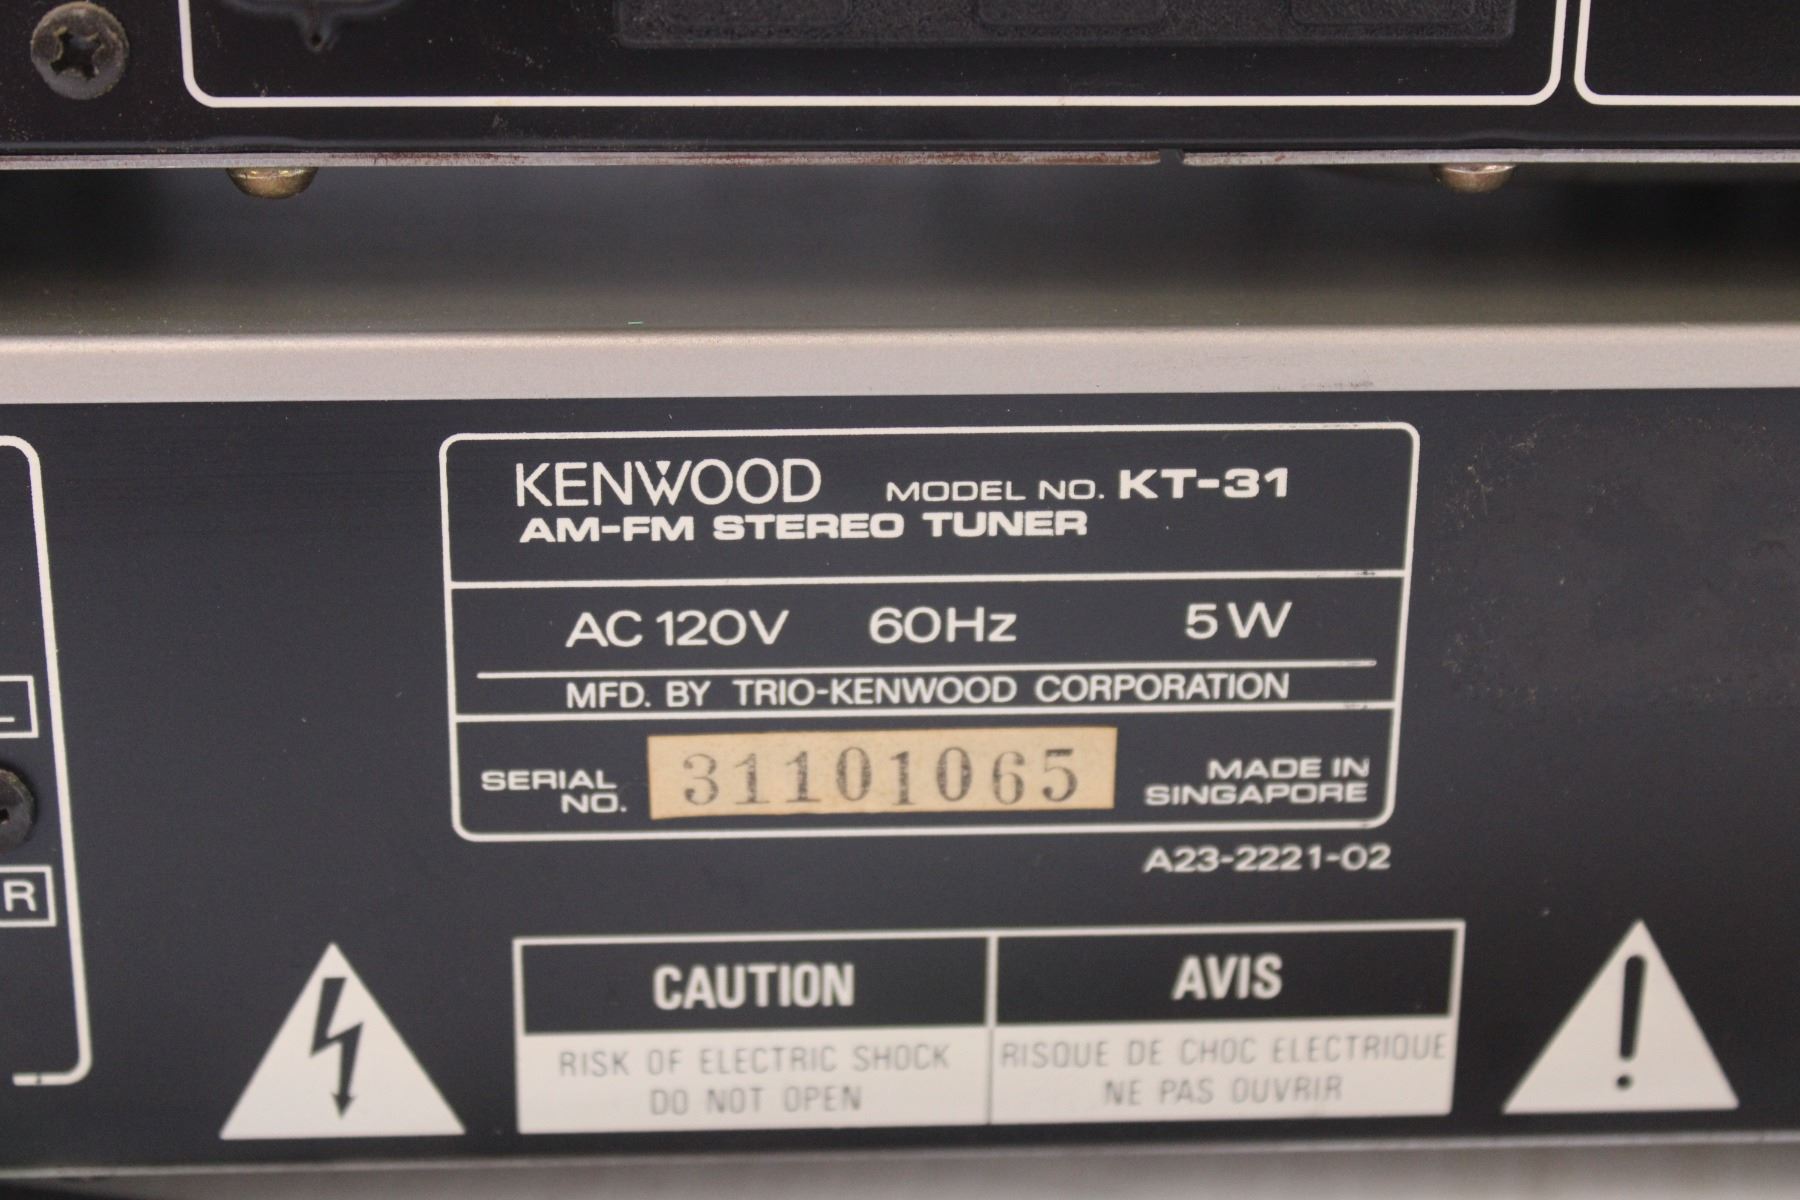 KENWOOD MODEL NO. KT-31
AM-FM STEREO TUNER
AC 120V 60Hz 5W
MFD. BY TRIO-KENWOOD CORPORATION
SERIAL NO. 31101065
MADE IN SINGAPORE
A23-2221-02
L
R
CAUTION
RISK OF ELECTRIC SHOCK
DO NOT OPEN
AVIS
RISQUE DE CHOC ELECTRIQUE
NE PAS OUVRIR